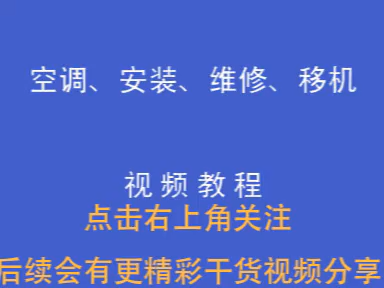 空调、安装、维修、移机
视频教程
点击右上角关注
后续会有更精彩干货视频分享